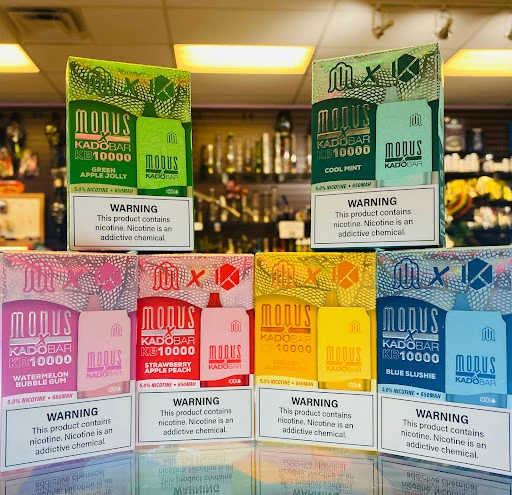 M X K
MODUS
X
KADOBAR
KB10000
GREEN
APPLE JOLLY
MODUS
X
KADOBAR
5.0% NICOTINE • 650MAH
WARNING
This product contains
nicotine. Nicotine is an
addictive chemical.
M X K
MODUS
X
KADOBAR
KB10000
COOL MINT
MODUS
X
KADOBAR
5.0% NICOTINE • 650MAH
WARNING
This product contains
nicotine. Nicotine is an
addictive chemical.
M X K
MODUS
X
KADOBAR
KB10000
WATERMELON
BUBBLE GUM
MODUS
X
KADOBAR
5.0% NICOTINE • 650MAH
WARNING
This product contains
nicotine. Nicotine is an
addictive chemical.
M X K
MODUS
X
KADOBAR
KB10000
STRAWBERRY
APPLE PEACH
MODUS
X
KADOBAR
5.0% NICOTINE • 650MAH
WARNING
This product contains
nicotine. Nicotine is an
addictive chemical.
M X K
MODUS
X
KADOBAR
KB10000
MODUS
X
KADOBAR
5.0% NICOTINE • 650MAH
WARNING
This product contains
nicotine. Nicotine is an
addictive chemical.
M X K
MODUS
X
KADOBAR
KB10000
BLUE SLUSHIE
MODUS
X
KADOBAR
5.0% NICOTINE • 650MAH
WARNING
This product contains
nicotine. Nicotine is an
addictive chemical.